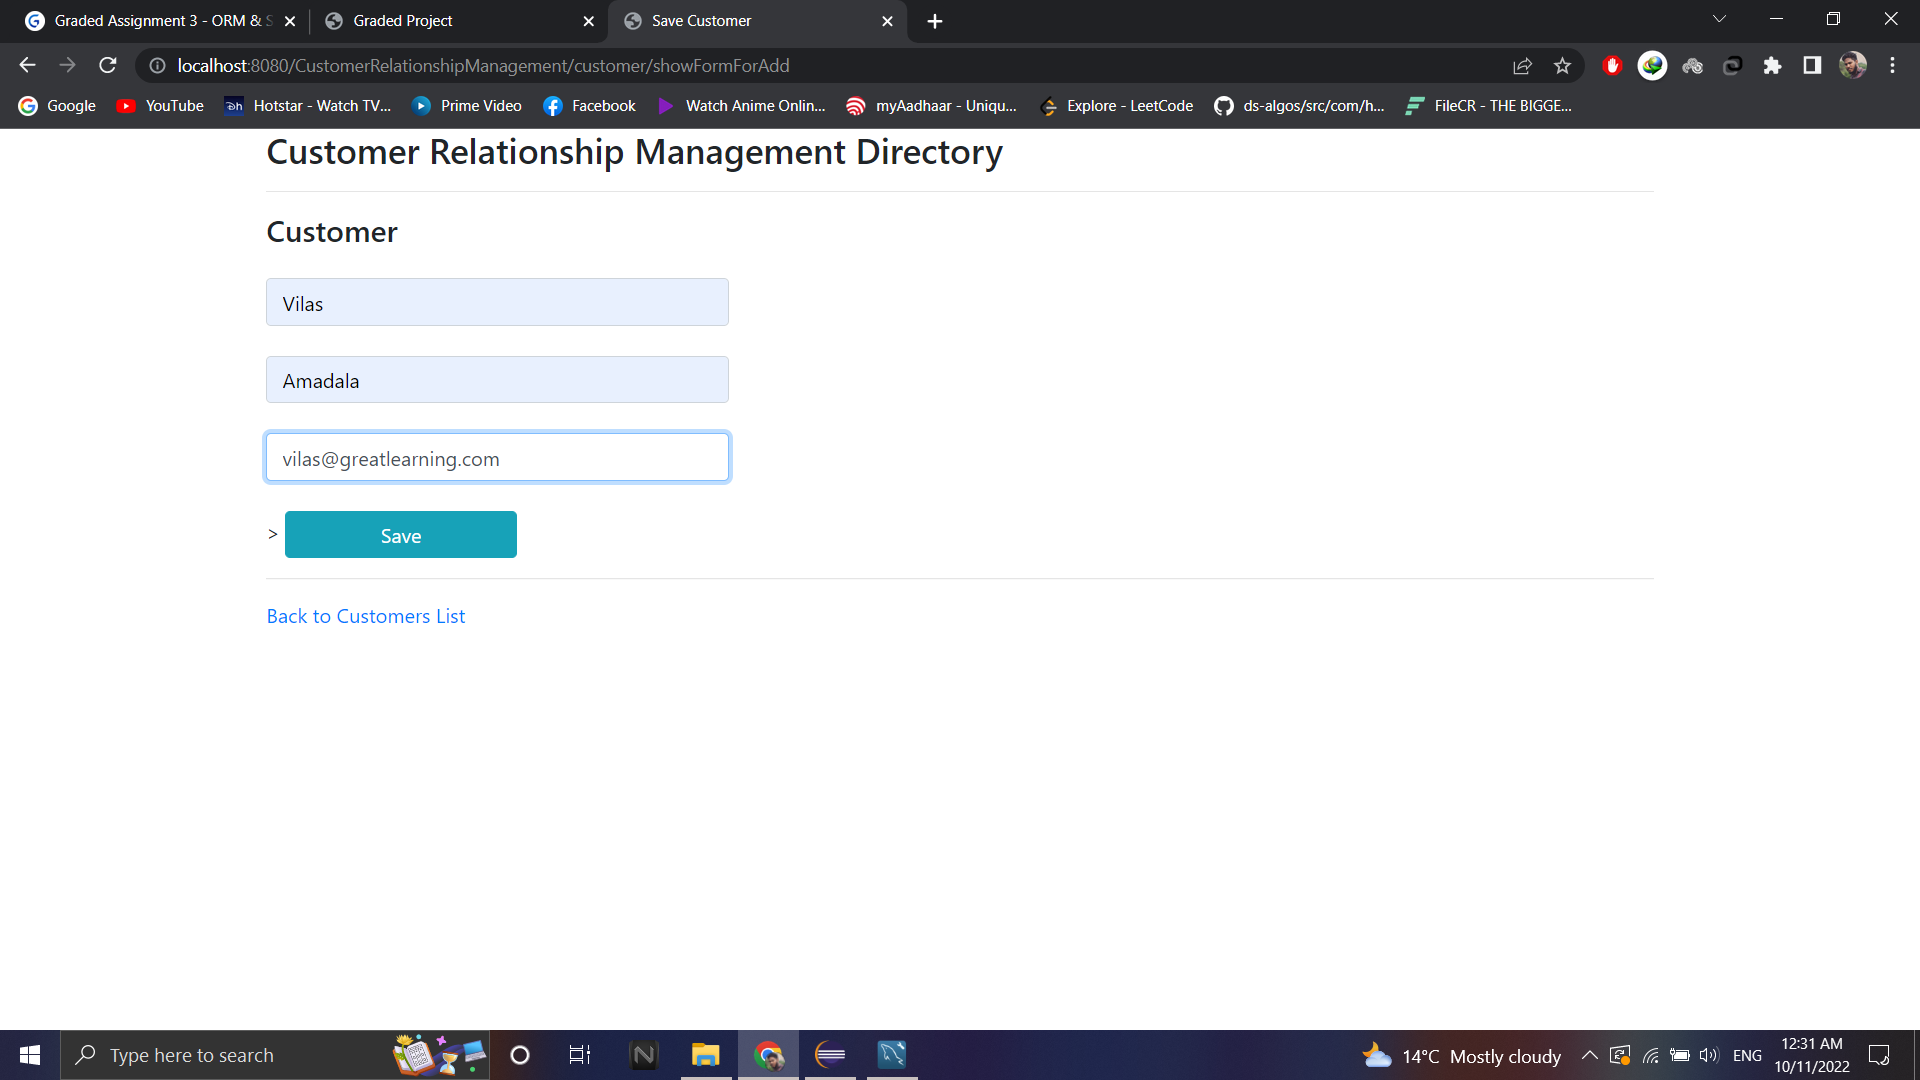 Graded Assignment 3 - ORM & S
Graded Project
Save Customer
localhost:8080/CustomerRelationshipManagement/customer/showFormForAdd
Google
YouTube
Hotstar - Watch TV...
Prime Video
Facebook
Watch Anime Onlin...
myAadhaar - Uniqu...
Explore - LeetCode
ds-algos/src/com/h...
FileCR - THE BIGGE...
Customer Relationship Management Directory
Customer
Vilas
Amadala
vilas@greatlearning.com
> Save
Back to Customers List
Type here to search
14°C Mostly cloudy
ENG
12:31 AM
10/11/2022